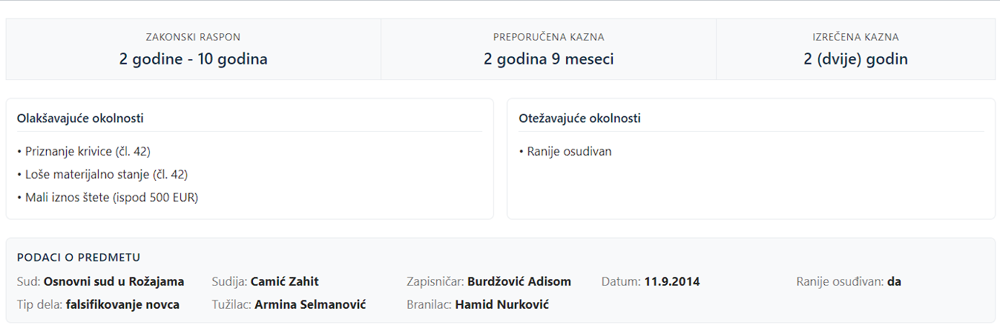 ZAKONSKI RASPON
2 godine - 10 godina
PREPORUČENA KAZNA
2 godina 9 meseci
IZREČENA KAZNA
2 (dvije) godin
Olakšavajuće okolnosti
• Priznanje krivice (čl. 42)
• Loše materijalno stanje (čl. 42)
• Mali iznos štete (ispod 500 EUR)
Otežavajuće okolnosti
• Ranije osudivan
PODACI O PREDMETU
Sud: Osnovni sud u Rožajama Sudija: Camić Zahit Zapisničar: Burdžović Adisom Datum: 11.9.2014 Ranije osuđivan: da
Tip dela: falsifikovanje novca Tužilac: Armina Selmanović Branilac: Hamid Nurković